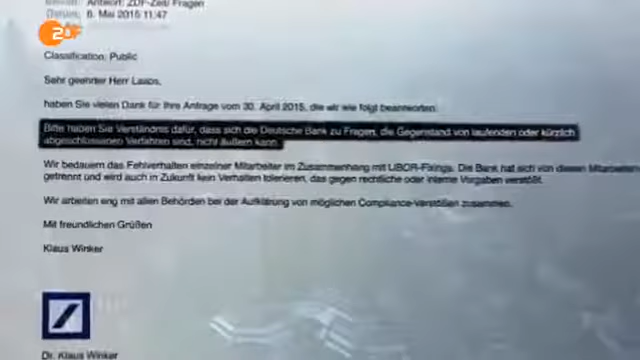 Antwort: ZDF-Zeit/ Fragen
6. Mai 2015 11:47
ZDF
Classification: Public
Sehr geehrter Herr Laabs,
haben Sie vielen Dank für Ihre Anfrage vom 30. April 2015, die wir wie folgt beantworten:
Bitte haben Sie Verständnis dafür, dass sich die Deutsche Bank zu Fragen, die Gegenstand von laufenden oder kürzlich
abgeschlossenen Verfahren sind, nicht äußern kann.
Wir bedauern das Fehlverhalten einzelner Mitarbeiter im Zusammenhang mit LIBOR-Fixings. Die Bank hat sich von diesen Mitarbeitern
getrennt und wird auch in Zukunft kein Verhalten tolerieren, das gegen rechtliche oder interne Vorgaben verstößt.
Wir arbeiten eng mit allen Behörden bei der Aufklärung von möglichen Compliance-Verstößen zusammen.
Mit freundlichen Grüßen
Klaus Winker
Dr. Klaus Winker